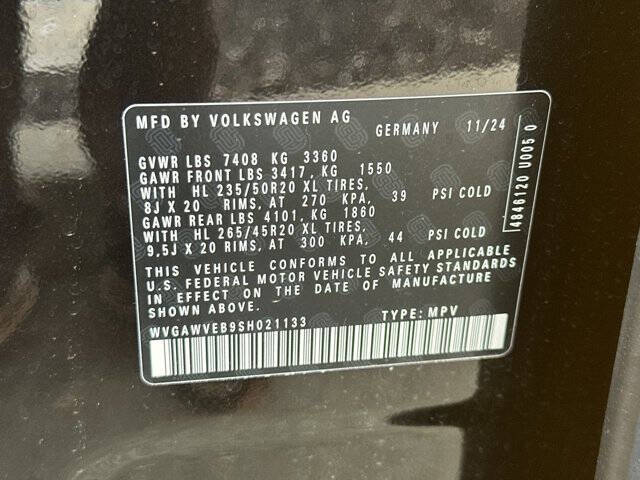 MFD BY VOLKSWAGEN AG GERMANY 11/24
GVWR LBS 7408 KG 3360
GAWR FRONT LBS 3417, KG 1550
WITH HL 235/50R20 XL TIRES,
8J X 20 RIMS, AT 270 KPA, 39 PSI COLD
GAWR REAR LBS 4101, KG 1860
WITH HL 265/45R20 XL TIRES,
9,5J X 20 RIMS, AT 300 KPA, 44 PSI COLD
THIS VEHICLE CONFORMS TO ALL APPLICABLE
U.S. FEDERAL MOTOR VEHICLE SAFETY STANDARDS
IN EFFECT ON THE DATE OF MANUFACTURE
SHOWN ABOVE.
WVGAWVEB9SH021133 TYPE: MPV
14846120 U005 0